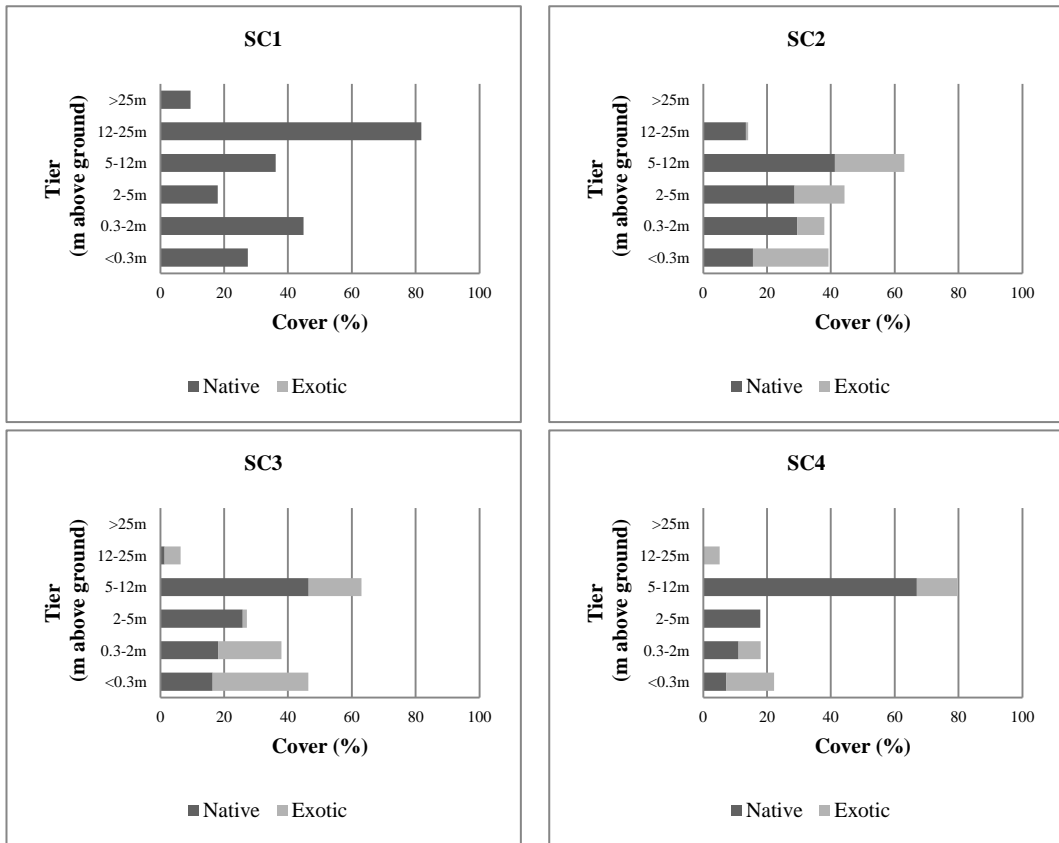 SC1
Tier
(m above ground)
>25m
12-25m
5-12m
2-5m
0.3-2m
<0.3m
0 20 40 60 80 100
Cover (%)
Native Exotic
SC2
Tier
(m above ground)
>25m
12-25m
5-12m
2-5m
0.3-2m
<0.3m
0 20 40 60 80 100
Cover (%)
Native Exotic
SC3
Tier
(m above ground)
>25m
12-25m
5-12m
2-5m
0.3-2m
<0.3m
0 20 40 60 80 100
Cover (%)
Native Exotic
SC4
Tier
(m above ground)
>25m
12-25m
5-12m
2-5m
0.3-2m
<0.3m
0 20 40 60 80 100
Cover (%)
Native Exotic